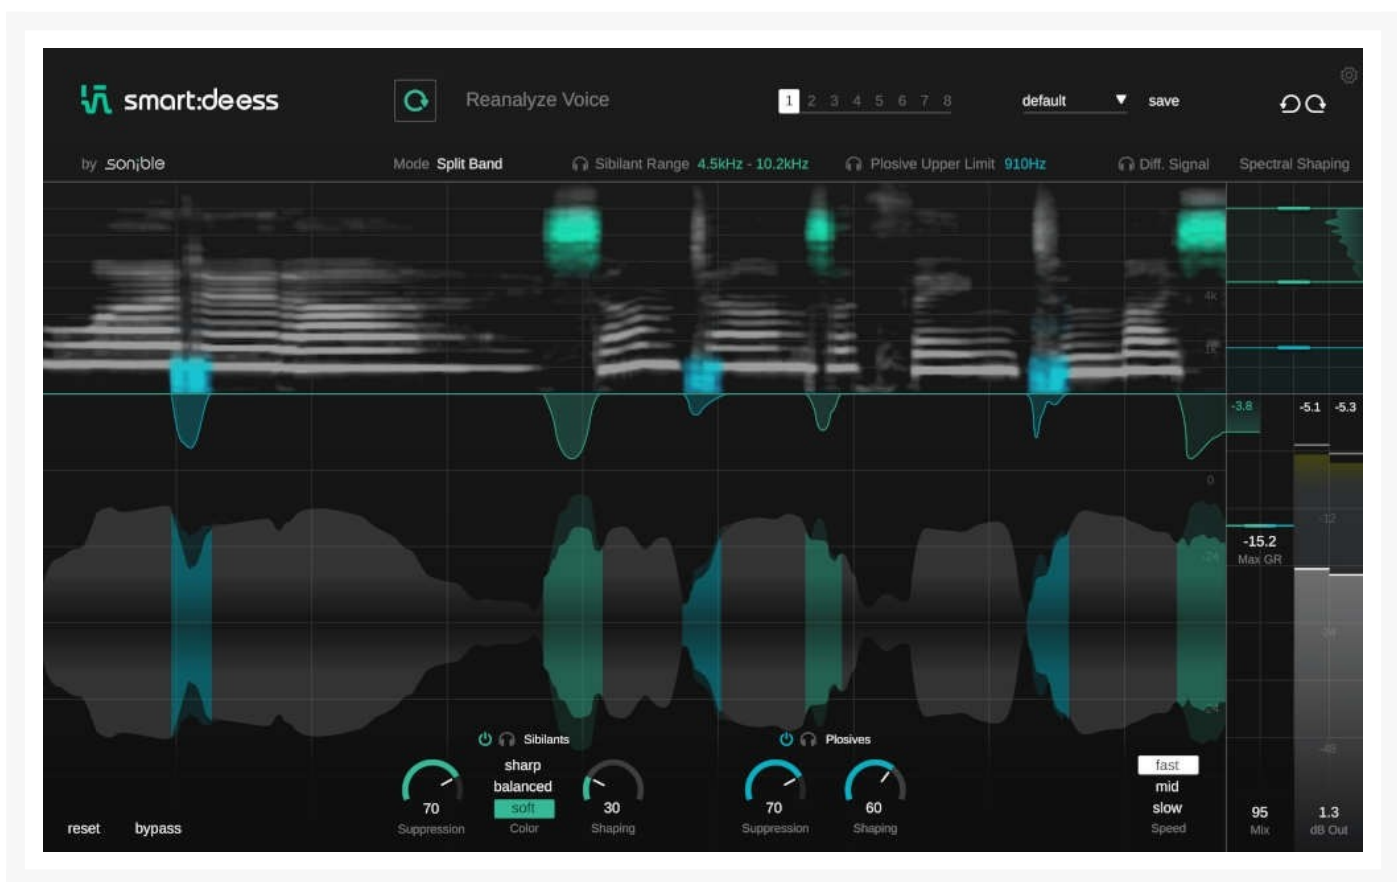 smart:deess
Reanalyze Voice
1 2 3 4 5 6 7 8
default
save
by sonible
Mode Split Band
Sibilant Range 4.5kHz - 10.2kHz
Plosive Upper Limit 910Hz
Diff. Signal
Spectral Shaping
4k
1k
-3.8
-5.1 -5.3
0
-12
-15.2
Max GR
-24
-24
-24
-48
Sibilants
Plosives
sharp
balanced
soft
Color
70
Suppression
30
Shaping
70
Suppression
60
Shaping
fast
mid
slow
Speed
95
Mix
1.3
dB Out
reset
bypass